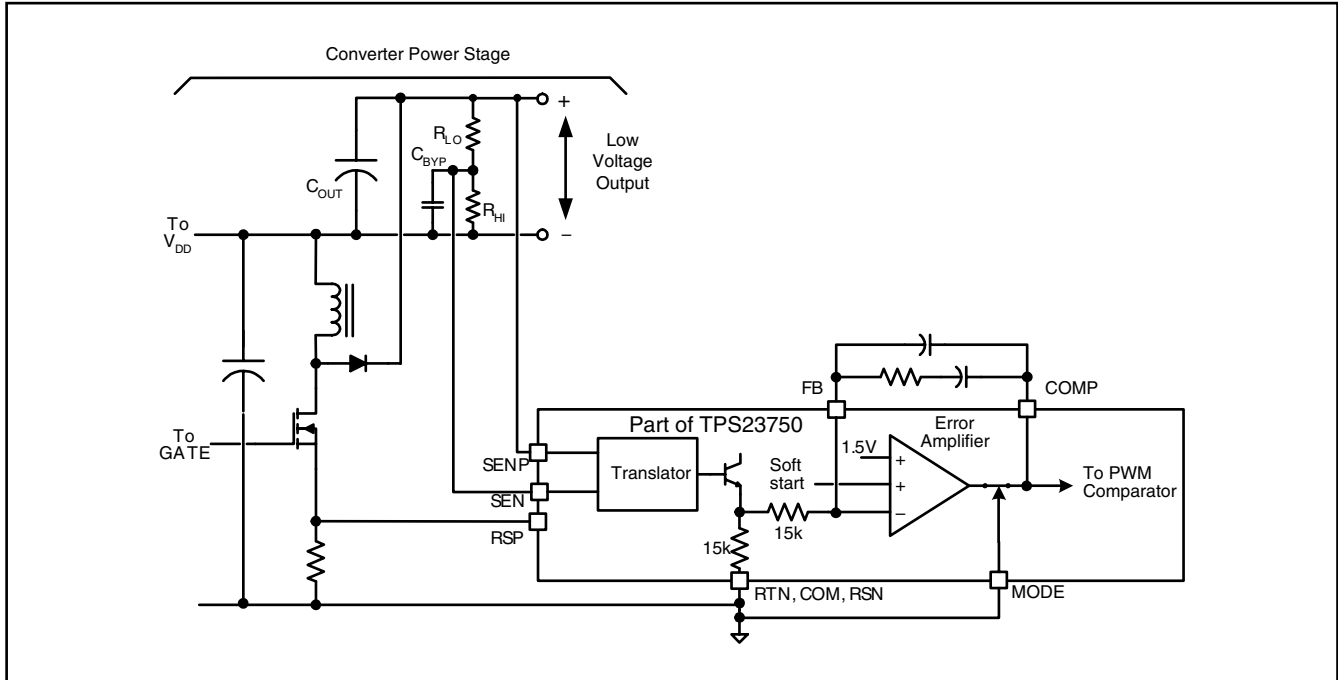 Converter Power Stage
+
R_LO
C_BYP
Low
Voltage
Output
C_OUT
R_HI
To
V_DD
–
FB
COMP
Part of TPS23750
Error
Amplifier
To
GATE
1.5V
+
SENP
Translator
Soft
start
+
To PWM
Comparator
SEN
–
15k
RSP
15k
RTN, COM, RSN
MODE